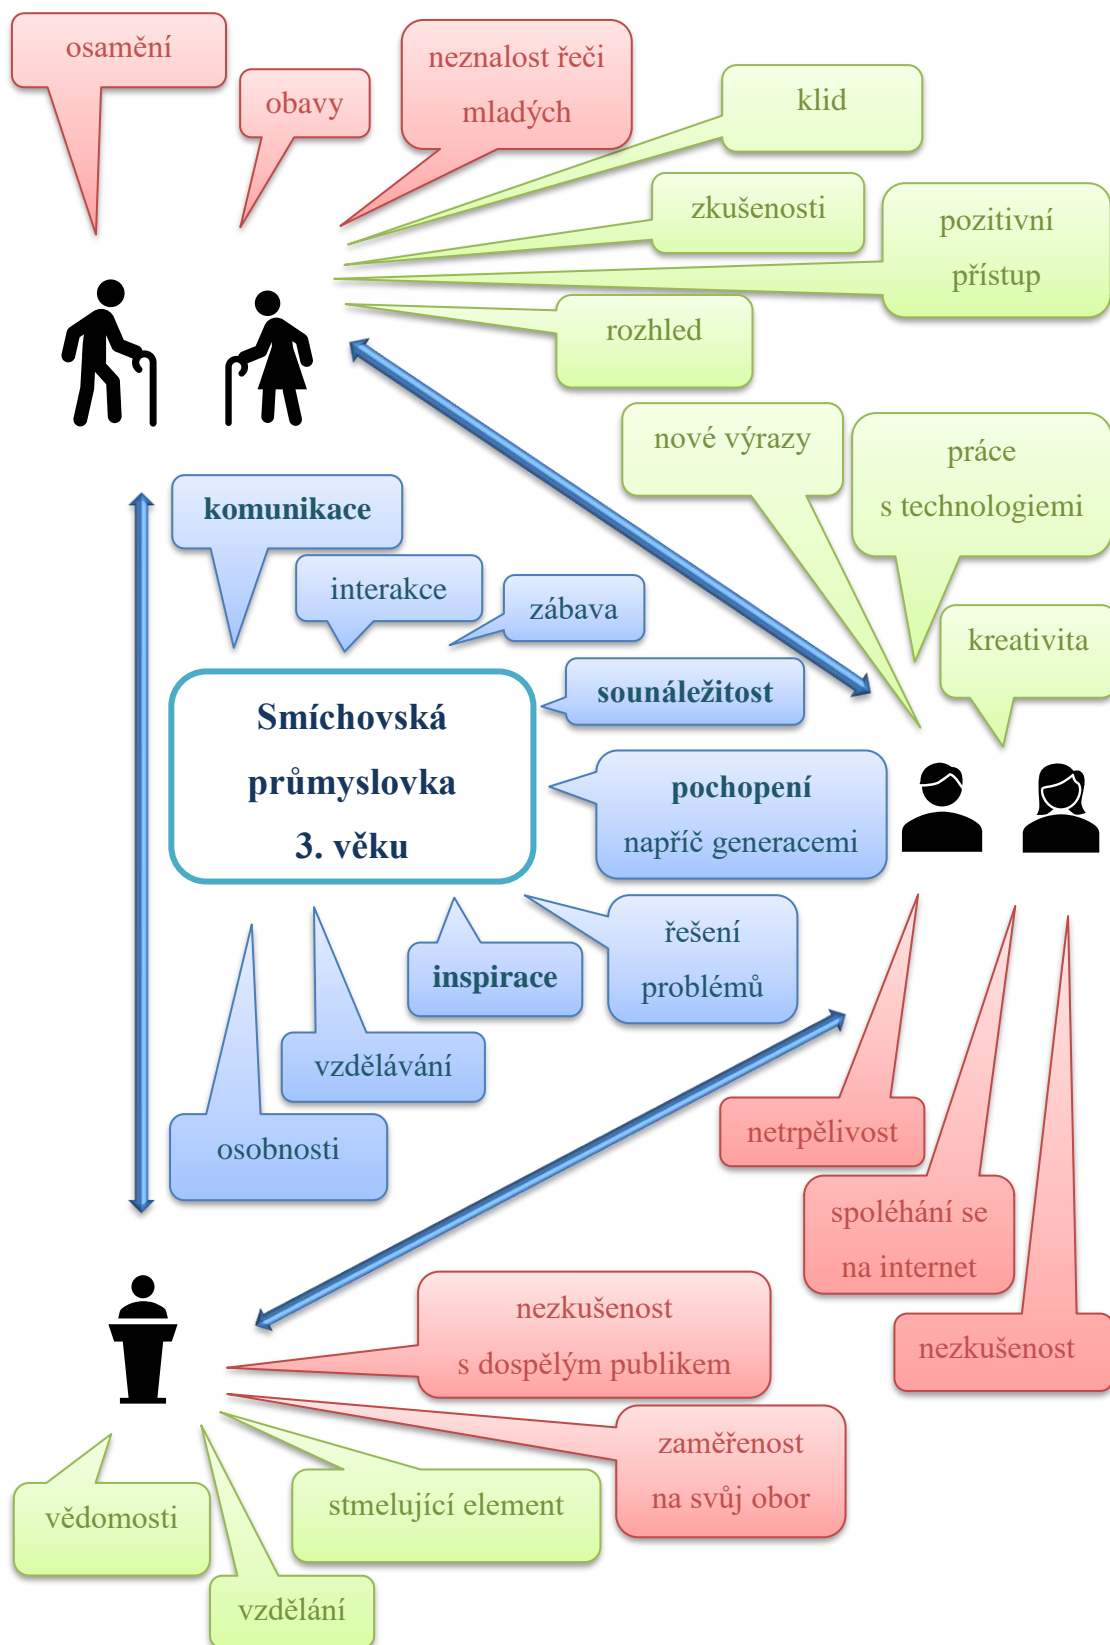 osamění
obavy
neznalost řeči
mladých
klid
zkušenosti
pozitivní
přístup
rozhled
nové výrazy
práce
s technologiemi
kreativita
komunikace
interakce
zábava
sounáležitost
Smíchovská
průmyslovka
3. věku
pochopení
napříč generacemi
řešení
problémů
inspirace
vzdělávání
osobnosti
netrpělivost
spoléhání se
na internet
nezkušenost
nezkušenost
s dospělým publikem
zaměřenost
na svůj obor
stmelující element
vědomosti
vzdělání